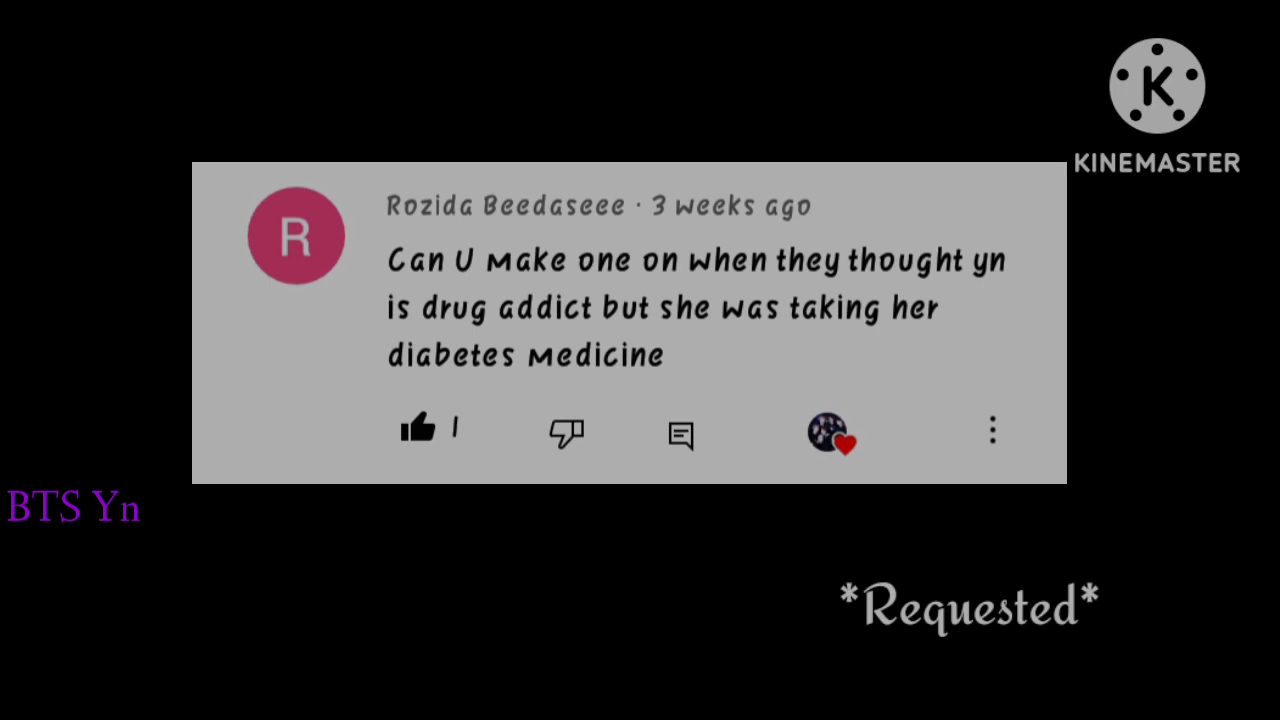 K
KINEMASTER
R
Rozida Beedaseee · 3 weeks ago
Can U make one on when they thought yn
is drug addict but she was taking her
diabetes medicine
1
BTS Yn
*Requested*